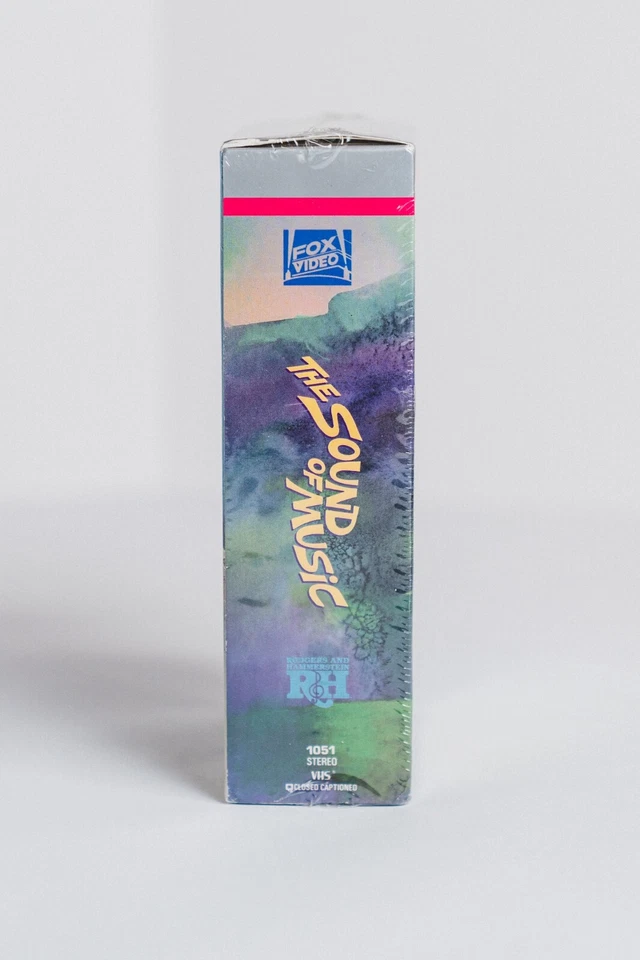 FOX
VIDEO
THE SOUND
OF MUSIC
RODGERS AND
HAMMERSTEIN
R&H
1051
STEREO
VHS
CLOSED CAPTIONED